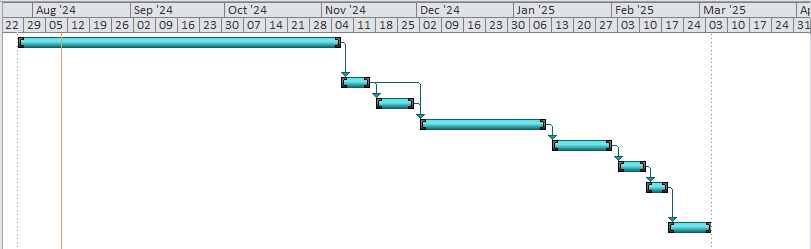 Aug '24 Sep '24 Oct '24 Nov '24 Dec '24 Jan '25 Feb '25 Mar '25 Ap
22 29 05 12 19 26 02 09 16 23 30 07 14 21 28 04 11 18 25 02 09 16 23 30 06 13 20 27 03 10 17 24 03 10 17 24 31